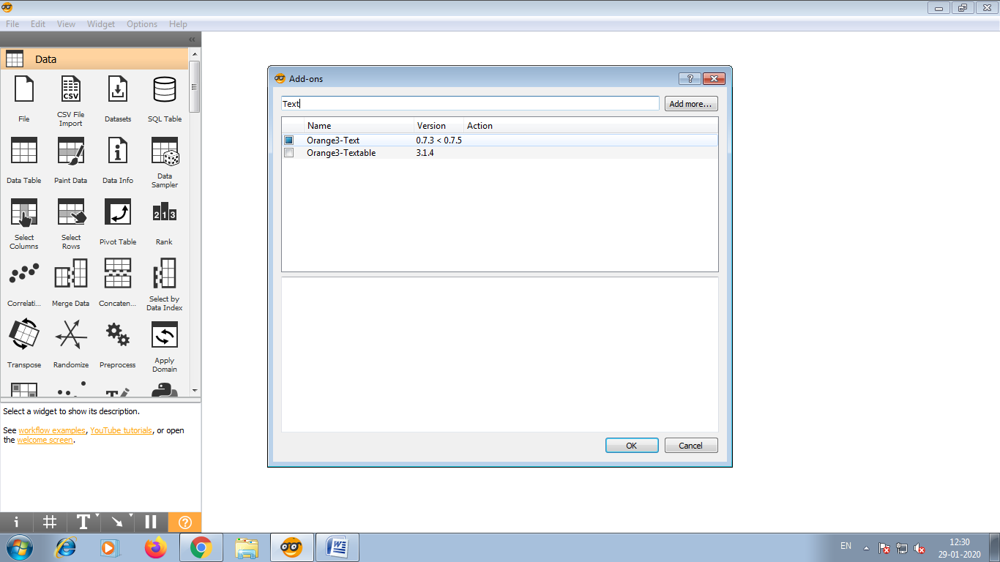 File Edit View Widget Options Help
Data
File
CSV
CSV File
Import
Datasets
SQL Table
Data Table
Paint Data
Data Info
Data
Sampler
Select
Columns
Select
Rows
Pivot Table
2 1 3
Rank
Correlati...
Merge Data
Concaten...
Select by
Data Index
Transpose
Randomize
Preprocess
Apply
Domain
Select a widget to show its description.
See workflow examples, YouTube tutorials, or open
the welcome screen.
Add-ons
Text
Add more...
Name Version Action
Orange3-Text 0.7.3 < 0.7.5
Orange3-Textable 3.1.4
OK Cancel
EN
12:30
29-01-2020